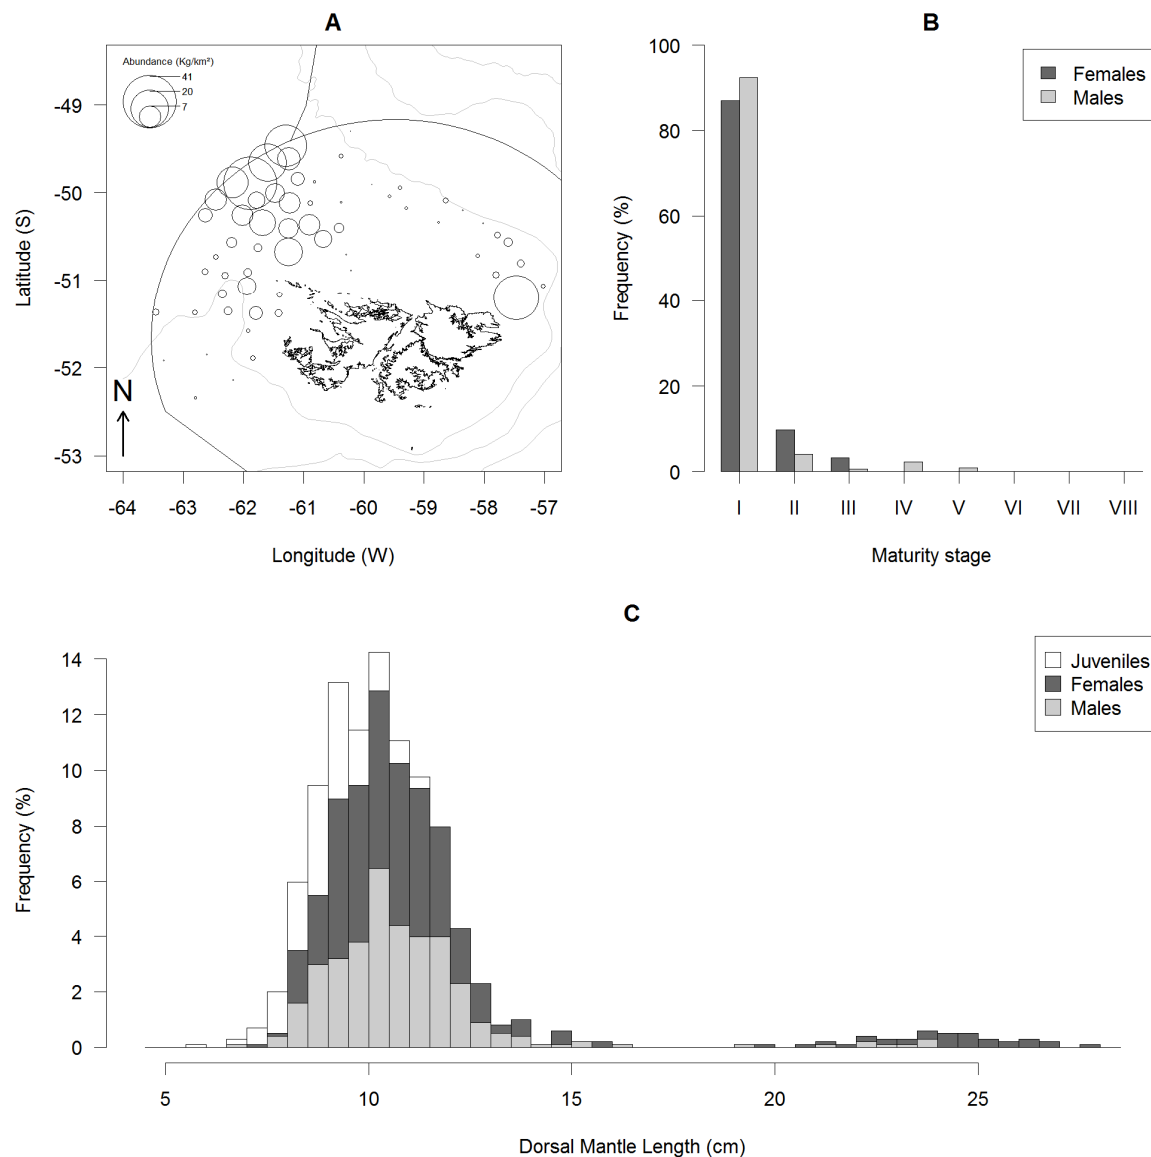 A
Abundance (Kg/km²)
41
20
7
-49
-50
-51
-52
-53
Latitude (S)
N
-64 -63 -62 -61 -60 -59 -58 -57
Longitude (W)
B
Females
Males
100
80
60
40
20
0
Frequency (%)
I II III IV V VI VII VIII
Maturity stage
C
Juveniles
Females
Males
14
12
10
8
6
4
2
0
Frequency (%)
5 10 15 20 25
Dorsal Mantle Length (cm)